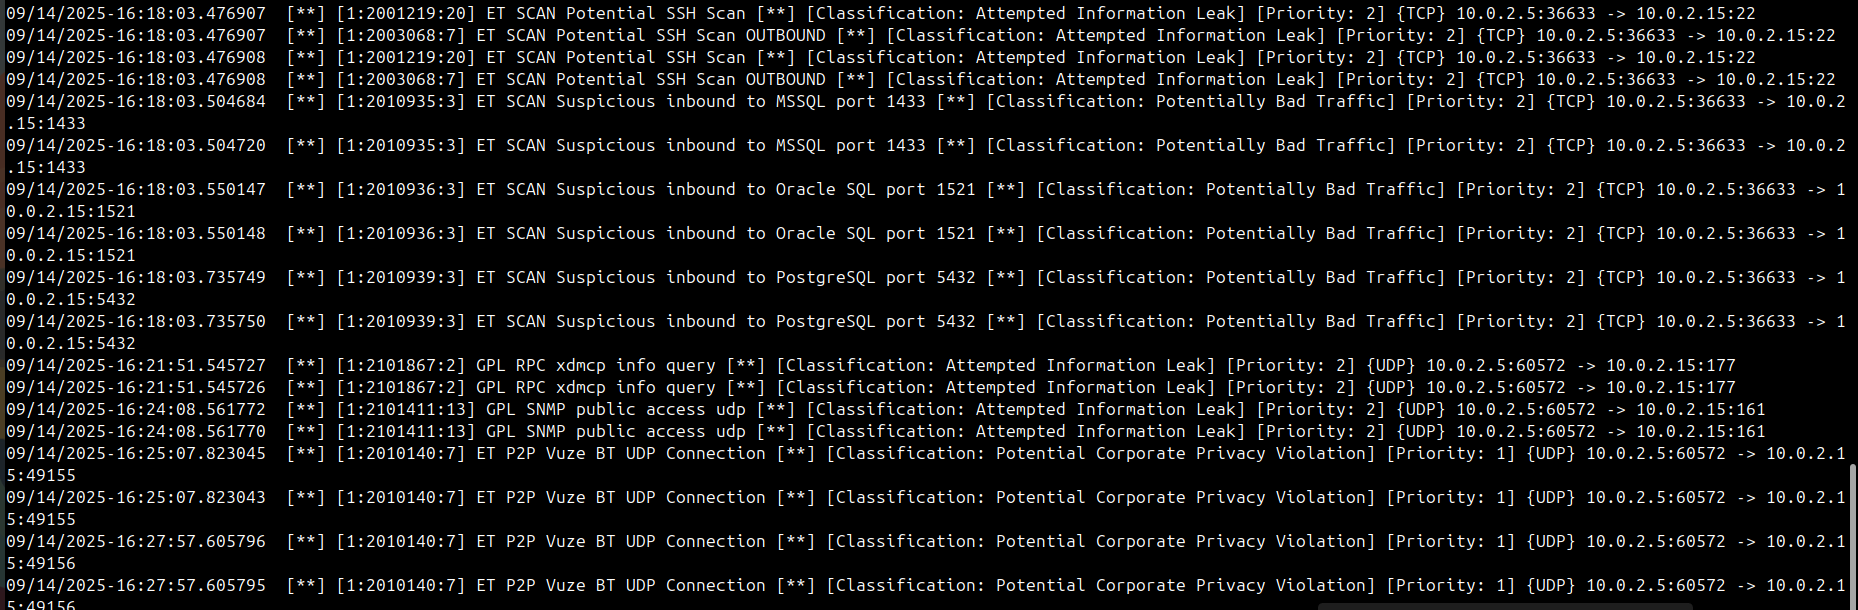 09/14/2025-16:18:03.476907  [**] [1:2001219:20] ET SCAN Potential SSH Scan [**] [Classification: Attempted Information Leak] [Priority: 2] {TCP} 10.0.2.5:36633 -> 10.0.2.15:22
09/14/2025-16:18:03.476907  [**] [1:2003068:7] ET SCAN Potential SSH Scan OUTBOUND [**] [Classification: Attempted Information Leak] [Priority: 2] {TCP} 10.0.2.5:36633 -> 10.0.2.15:22
09/14/2025-16:18:03.476908  [**] [1:2001219:20] ET SCAN Potential SSH Scan [**] [Classification: Attempted Information Leak] [Priority: 2] {TCP} 10.0.2.5:36633 -> 10.0.2.15:22
09/14/2025-16:18:03.476908  [**] [1:2003068:7] ET SCAN Potential SSH Scan OUTBOUND [**] [Classification: Attempted Information Leak] [Priority: 2] {TCP} 10.0.2.5:36633 -> 10.0.2.15:22
09/14/2025-16:18:03.504684  [**] [1:2010935:3] ET SCAN Suspicious inbound to MSSQL port 1433 [**] [Classification: Potentially Bad Traffic] [Priority: 2] {TCP} 10.0.2.5:36633 -> 10.0.2
.15:1433
09/14/2025-16:18:03.504720  [**] [1:2010935:3] ET SCAN Suspicious inbound to MSSQL port 1433 [**] [Classification: Potentially Bad Traffic] [Priority: 2] {TCP} 10.0.2.5:36633 -> 10.0.2
.15:1433
09/14/2025-16:18:03.550147  [**] [1:2010936:3] ET SCAN Suspicious inbound to Oracle SQL port 1521 [**] [Classification: Potentially Bad Traffic] [Priority: 2] {TCP} 10.0.2.5:36633 -> 1
0.0.2.15:1521
09/14/2025-16:18:03.550148  [**] [1:2010936:3] ET SCAN Suspicious inbound to Oracle SQL port 1521 [**] [Classification: Potentially Bad Traffic] [Priority: 2] {TCP} 10.0.2.5:36633 -> 1
0.0.2.15:1521
09/14/2025-16:18:03.735749  [**] [1:2010939:3] ET SCAN Suspicious inbound to PostgreSQL port 5432 [**] [Classification: Potentially Bad Traffic] [Priority: 2] {TCP} 10.0.2.5:36633 -> 1
0.0.2.15:5432
09/14/2025-16:18:03.735750  [**] [1:2010939:3] ET SCAN Suspicious inbound to PostgreSQL port 5432 [**] [Classification: Potentially Bad Traffic] [Priority: 2] {TCP} 10.0.2.5:36633 -> 1
0.0.2.15:5432
09/14/2025-16:21:51.545727  [**] [1:2101867:2] GPL RPC xdmcp info query [**] [Classification: Attempted Information Leak] [Priority: 2] {UDP} 10.0.2.5:60572 -> 10.0.2.15:177
09/14/2025-16:21:51.545726  [**] [1:2101867:2] GPL RPC xdmcp info query [**] [Classification: Attempted Information Leak] [Priority: 2] {UDP} 10.0.2.5:60572 -> 10.0.2.15:177
09/14/2025-16:24:08.561772  [**] [1:2101411:13] GPL SNMP public access udp [**] [Classification: Attempted Information Leak] [Priority: 2] {UDP} 10.0.2.5:60572 -> 10.0.2.15:161
09/14/2025-16:24:08.561770  [**] [1:2101411:13] GPL SNMP public access udp [**] [Classification: Attempted Information Leak] [Priority: 2] {UDP} 10.0.2.5:60572 -> 10.0.2.15:161
09/14/2025-16:25:07.823045  [**] [1:2010140:7] ET P2P Vuze BT UDP Connection [**] [Classification: Potential Corporate Privacy Violation] [Priority: 1] {UDP} 10.0.2.5:60572 -> 10.0.2.1
5:49155
09/14/2025-16:25:07.823043  [**] [1:2010140:7] ET P2P Vuze BT UDP Connection [**] [Classification: Potential Corporate Privacy Violation] [Priority: 1] {UDP} 10.0.2.5:60572 -> 10.0.2.1
5:49155
09/14/2025-16:27:57.605796  [**] [1:2010140:7] ET P2P Vuze BT UDP Connection [**] [Classification: Potential Corporate Privacy Violation] [Priority: 1] {UDP} 10.0.2.5:60572 -> 10.0.2.1
5:49156
09/14/2025-16:27:57.605795  [**] [1:2010140:7] ET P2P Vuze BT UDP Connection [**] [Classification: Potential Corporate Privacy Violation] [Priority: 1] {UDP} 10.0.2.5:60572 -> 10.0.2.1
5:49156